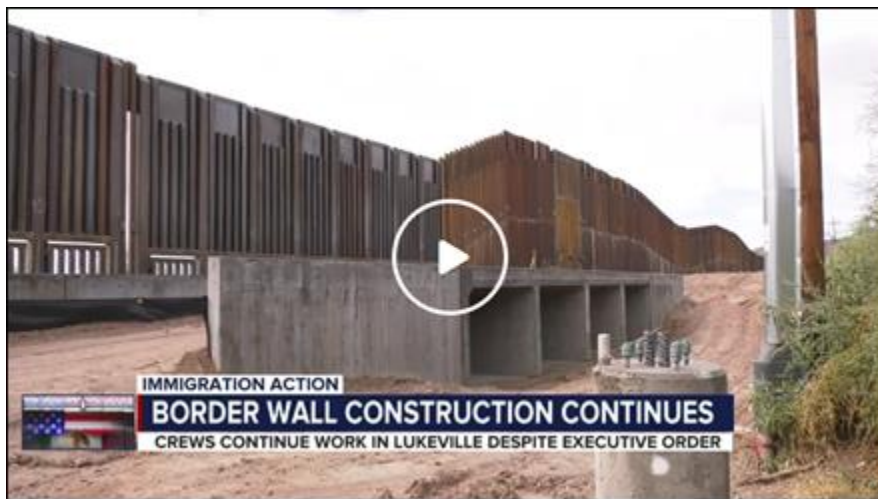 IMMIGRATION ACTION
BORDER WALL CONSTRUCTION CONTINUES
CREWS CONTINUE WORK IN LUKEVILLE DESPITE EXECUTIVE ORDER